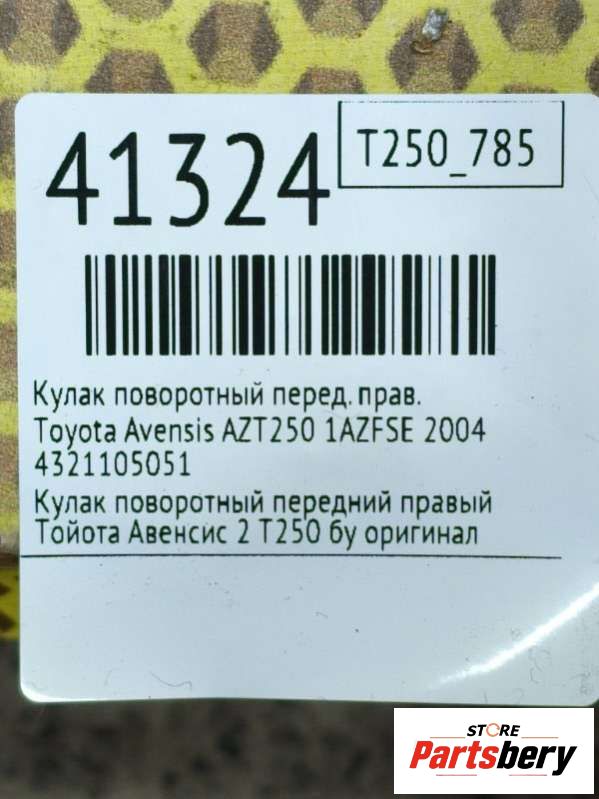 41324
T250_785
Кулак поворотный перед. прав.
Toyota Avensis AZT250 1AZFSE 2004
4321105051
Кулак поворотный передний правый
Тойота Авенсис 2 Т250 бу оригинал
STORE
Partsbery